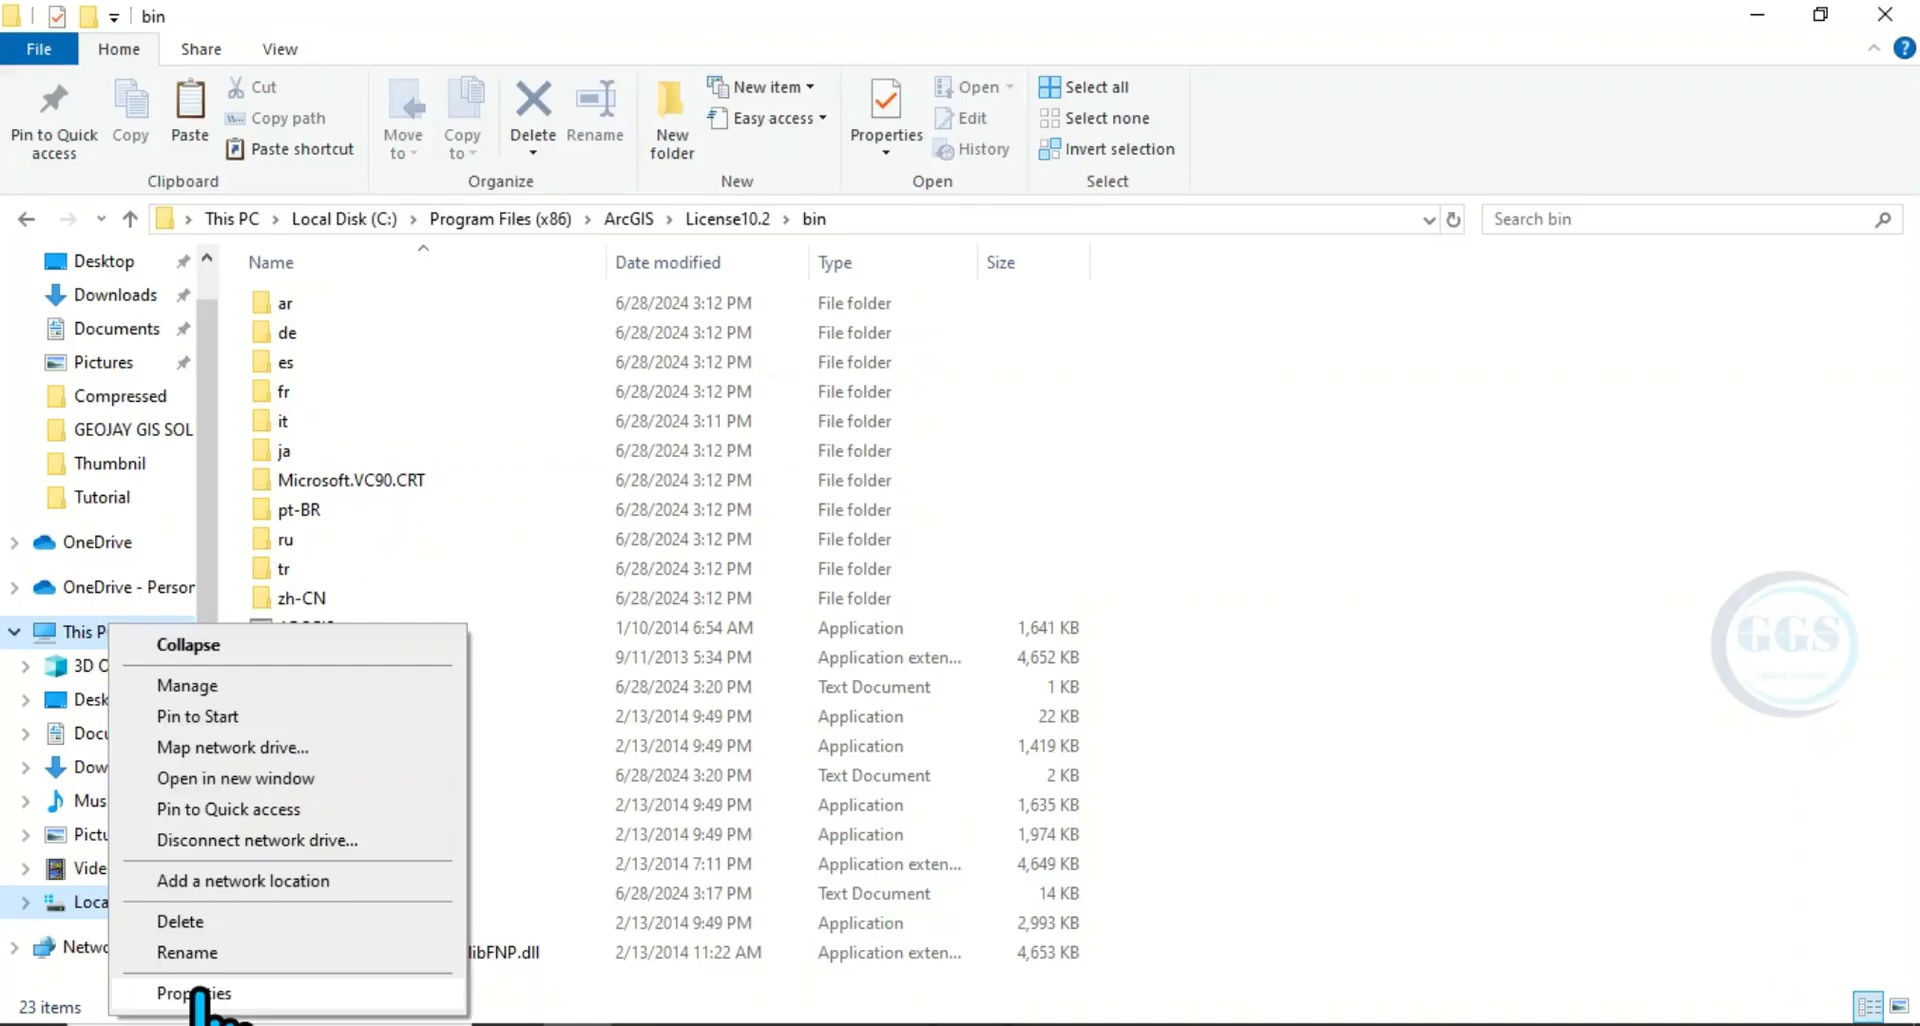 bin
File
Home
Share
View
Pin to Quick access
Copy
Paste
Cut
Copy path
Paste shortcut
Clipboard
Move to
Copy to
Delete
Rename
Organize
New folder
New item
Easy access
New
Properties
Open
Edit
History
Open
Select all
Select none
Invert selection
Select
This PC > Local Disk (C:) > Program Files (x86) > ArcGIS > License10.2 > bin
Search bin
Desktop
Downloads
Documents
Pictures
Compressed
GEOJAY GIS SOL
Thumbnil
Tutorial
OneDrive
OneDrive - Person
This P
3D O
Desk
Docu
Dow
Mus
Pictu
Vide
Loca
Netwo
Name Date modified Type Size
ar 6/28/2024 3:12 PM File folder
de 6/28/2024 3:12 PM File folder
es 6/28/2024 3:12 PM File folder
fr 6/28/2024 3:12 PM File folder
it 6/28/2024 3:11 PM File folder
ja 6/28/2024 3:12 PM File folder
Microsoft.VC90.CRT 6/28/2024 3:12 PM File folder
pt-BR 6/28/2024 3:12 PM File folder
ru 6/28/2024 3:12 PM File folder
tr 6/28/2024 3:12 PM File folder
zh-CN 6/28/2024 3:12 PM File folder
1/10/2014 6:54 AM Application 1,641 KB
9/11/2013 5:34 PM Application exten... 4,652 KB
6/28/2024 3:20 PM Text Document 1 KB
2/13/2014 9:49 PM Application 22 KB
2/13/2014 9:49 PM Application 1,419 KB
6/28/2024 3:20 PM Text Document 2 KB
2/13/2014 9:49 PM Application 1,635 KB
2/13/2014 9:49 PM Application 1,974 KB
2/13/2014 7:11 PM Application exten... 4,649 KB
6/28/2024 3:17 PM Text Document 14 KB
2/13/2014 9:49 PM Application 2,993 KB
libFNP.dll 2/13/2014 11:22 AM Application exten... 4,653 KB
Collapse
Manage
Pin to Start
Map network drive...
Open in new window
Pin to Quick access
Disconnect network drive...
Add a network location
Delete
Rename
Properties
GGS
23 items